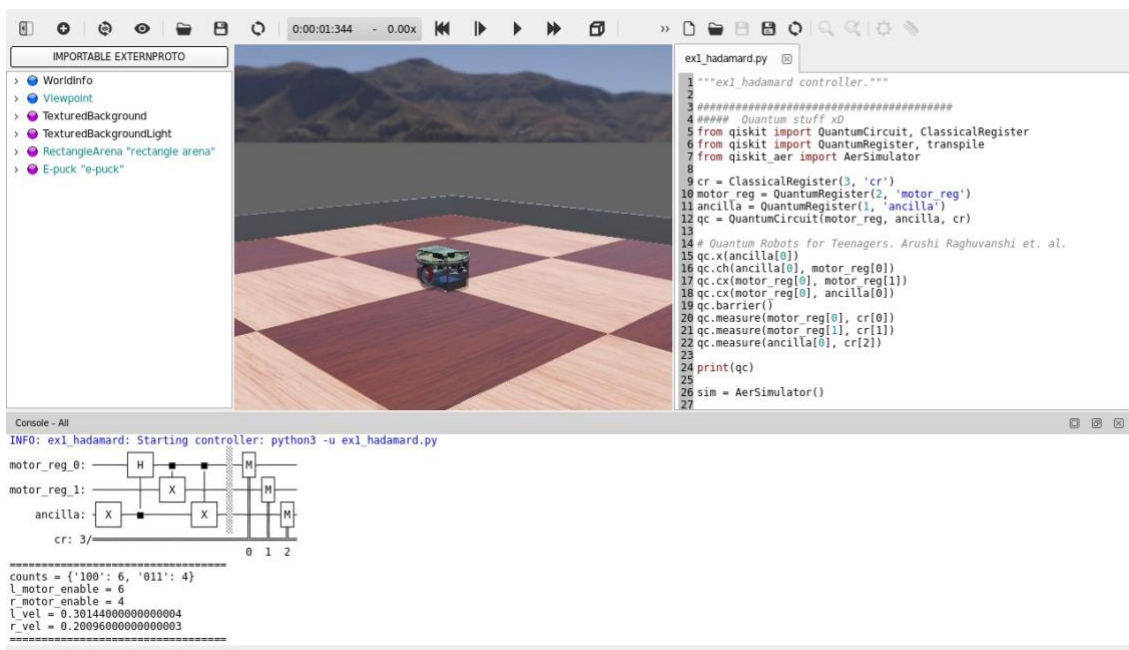 0:00:01:344 - 0.00x
IMPORTABLE EXTERNPROTO
WorldInfo
Viewpoint
TexturedBackground
TexturedBackgroundLight
RectangleArena "rectangle arena"
E-puck "e-puck"
ex1_hadamard.py
1 """ex1_hadamard controller."""
2
3 ########################################
4 ##### Quantum stuff xD
5 from qiskit import QuantumCircuit, ClassicalRegister
6 from qiskit import QuantumRegister, transpile
7 from qiskit_aer import AerSimulator
8
9 cr = ClassicalRegister(3, 'cr')
10 motor_reg = QuantumRegister(2, 'motor_reg')
11 ancilla = QuantumRegister(1, 'ancilla')
12 qc = QuantumCircuit(motor_reg, ancilla, cr)
13
14 # Quantum Robots for Teenagers. Arushi Raghuvanshi et. al.
15 qc.x(ancilla[0])
16 qc.ch(ancilla[0], motor_reg[0])
17 qc.cx(motor_reg[0], motor_reg[1])
18 qc.cx(motor_reg[0], ancilla[0])
19 qc.barrier()
20 qc.measure(motor_reg[0], cr[0])
21 qc.measure(motor_reg[1], cr[1])
22 qc.measure(ancilla[0], cr[2])
23
24 print(qc)
25
26 sim = AerSimulator()
27
Console - All
INFO: ex1_hadamard: Starting controller: python3 -u ex1_hadamard.py
motor_reg_0: H M
motor_reg_1: X M
ancilla: X X M
cr: 3/
0 1 2
==================================
counts = {'100': 6, '011': 4}
l_motor_enable = 6
r_motor_enable = 4
l_vel = 0.30144000000000004
r_vel = 0.20096000000000003
==================================